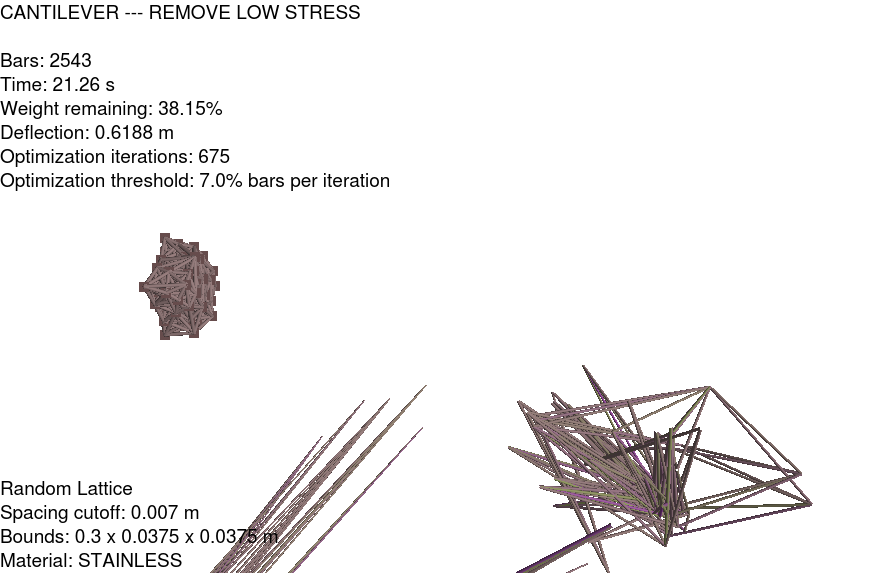 CANTILEVER --- REMOVE LOW STRESS
Bars: 2543
Time: 21.26 s
Weight remaining: 38.15%
Deflection: 0.6188 m
Optimization iterations: 675
Optimization threshold: 7.0% bars per iteration
Random Lattice
Spacing cutoff: 0.007 m
Bounds: 0.3 x 0.0375 x 0.0375 m
Material: STAINLESS